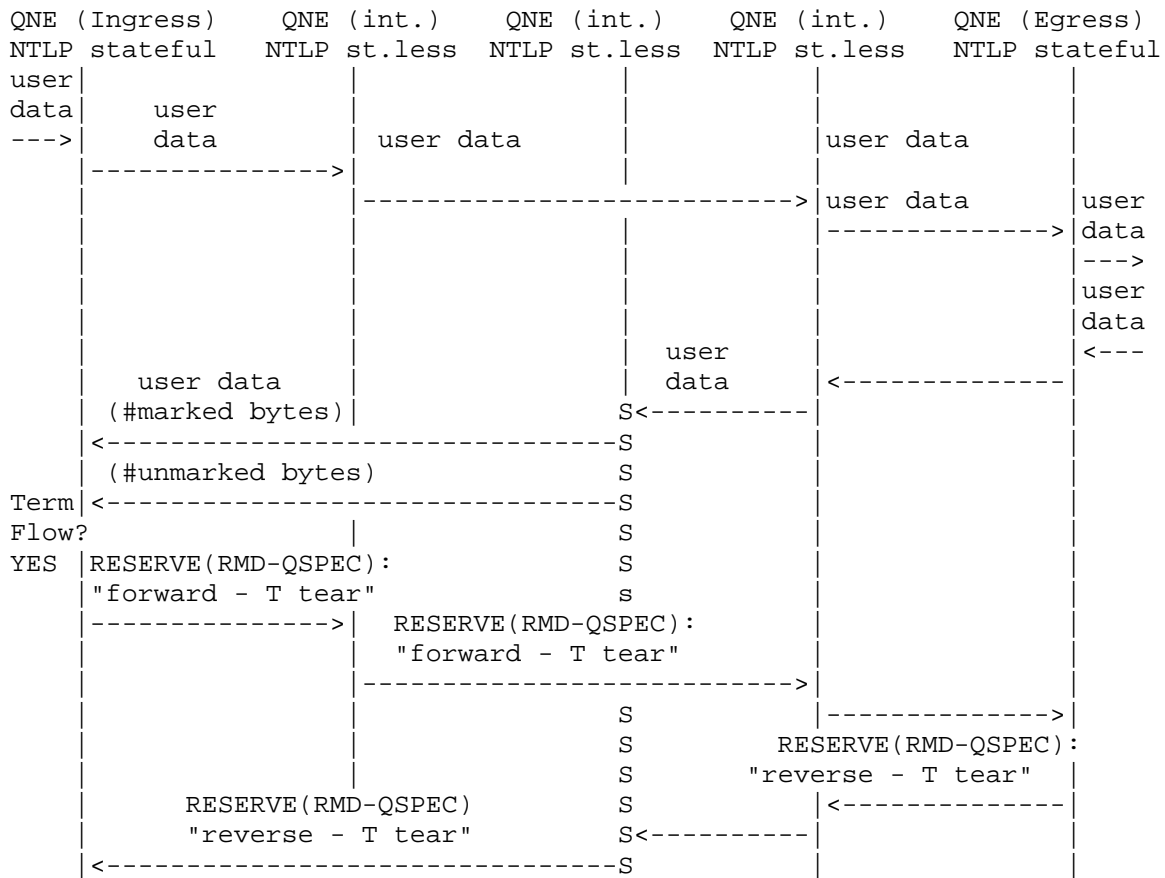 QNE (Ingress)    QNE (int.)    QNE (int.)    QNE (int.)    QNE (Egress)
NTLP stateful   NTLP st.less  NTLP st.less  NTLP st.less   NTLP stateful
user|                 |                 |            |                |
data|    user         |                 |            |                |
--->|    data         | user data       |            |user data       |
    |---------------->|                 |            |                |
    |                 |---------------------------->|user data       |user
    |                 |                 |            |--------------->|data
    |                 |                 |            |                |--->
    |                 |                 |            |                |user
    |                 |                 |            |                |data
    |                 |                 |  user      |                |<---
    |   user data     |                 |  data      |<---------------|
    | (#marked bytes)|                 S<----------|                |
    |<--------------------------------S            |                |
    | (#unmarked bytes)                S            |                |
Term|<--------------------------------S            |                |
Flow?                 |                 S            |                |
YES |RESERVE(RMD-QSPEC):               S            |                |
    |"forward - T tear"                s            |                |
    |--------------->|  RESERVE(RMD-QSPEC):         |                |
    |                 |  "forward - T tear"          |                |
    |                 |--------------------------->|                |
    |                 |                 S            |-------------->|
    |                 |                 S         RESERVE(RMD-QSPEC):
    |                 |                 S       "reverse - T tear"   |
    |      RESERVE(RMD-QSPEC)          S            |<--------------|
    |      "reverse - T tear"          S<----------|                |
    |<--------------------------------S            |                |